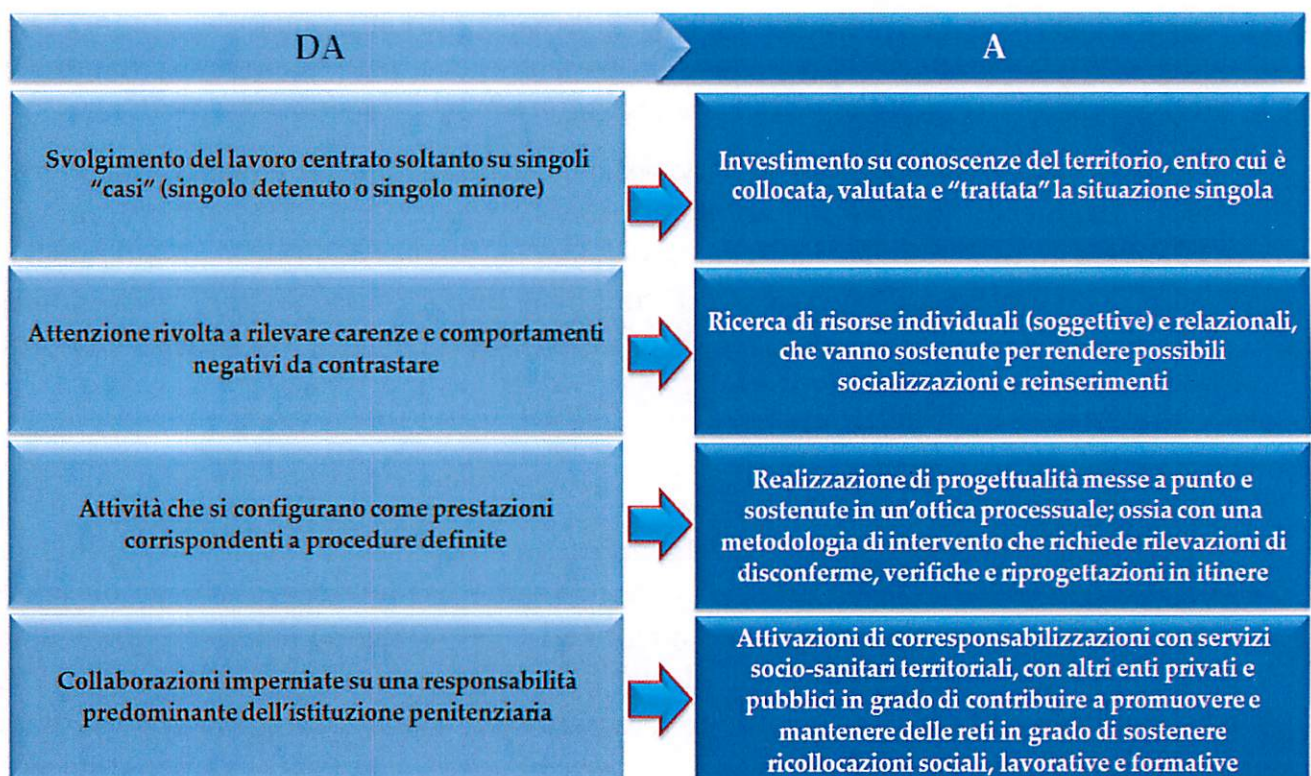 DA
A
Svolgimento del lavoro centrato soltanto su singoli
“casi” (singolo detenuto o singolo minore)
Investimento su conoscenze del territorio, entro cui è
collocata, valutata e “trattata” la situazione singola
Attenzione rivolta a rilevare carenze e comportamenti
negativi da contrastare
Ricerca di risorse individuali (soggettive) e relazionali,
che vanno sostenute per rendere possibili
socializzazioni e reinserimenti
Attività che si configurano come prestazioni
corrispondenti a procedure definite
Realizzazione di progettualità messe a punto e
sostenute in un’ottica processuale; ossia con una
metodologia di intervento che richiede rilevazioni di
disconferme, verifiche e riprogettazioni in itinere
Collaborazioni imperniate su una responsabilità
predominante dell’istituzione penitenziaria
Attivazioni di corresponsabilizzazioni con servizi
socio-sanitari territoriali, con altri enti privati e
pubblici in grado di contribuire a promuovere e
mantenere delle reti in grado di sostenere
ricollocazioni sociali, lavorative e formative